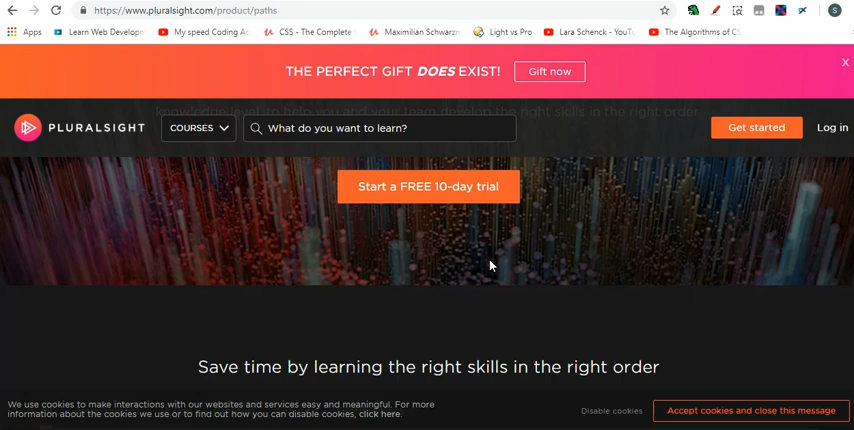 https://www.pluralsight.com/product/paths
S
Apps
Learn Web Developm
My speed Coding Ac
CSS - The Complete
Maximilian Schwarzm
Light vs Pro
Lara Schenck - YouTu
The Algorithms of CS
THE PERFECT GIFT DOES EXIST!
Gift now
X
knowledge level, to help you and your team develop the right skills in the right order
PLURALSIGHT
COURSES
What do you want to learn?
Get started
Log in
Start a FREE 10-day trial
Save time by learning the right skills in the right order
We use cookies to make interactions with our websites and services easy and meaningful. For more
information about the cookies we use or to find out how you can disable cookies, click here.
Disable cookies
Accept cookies and close this message